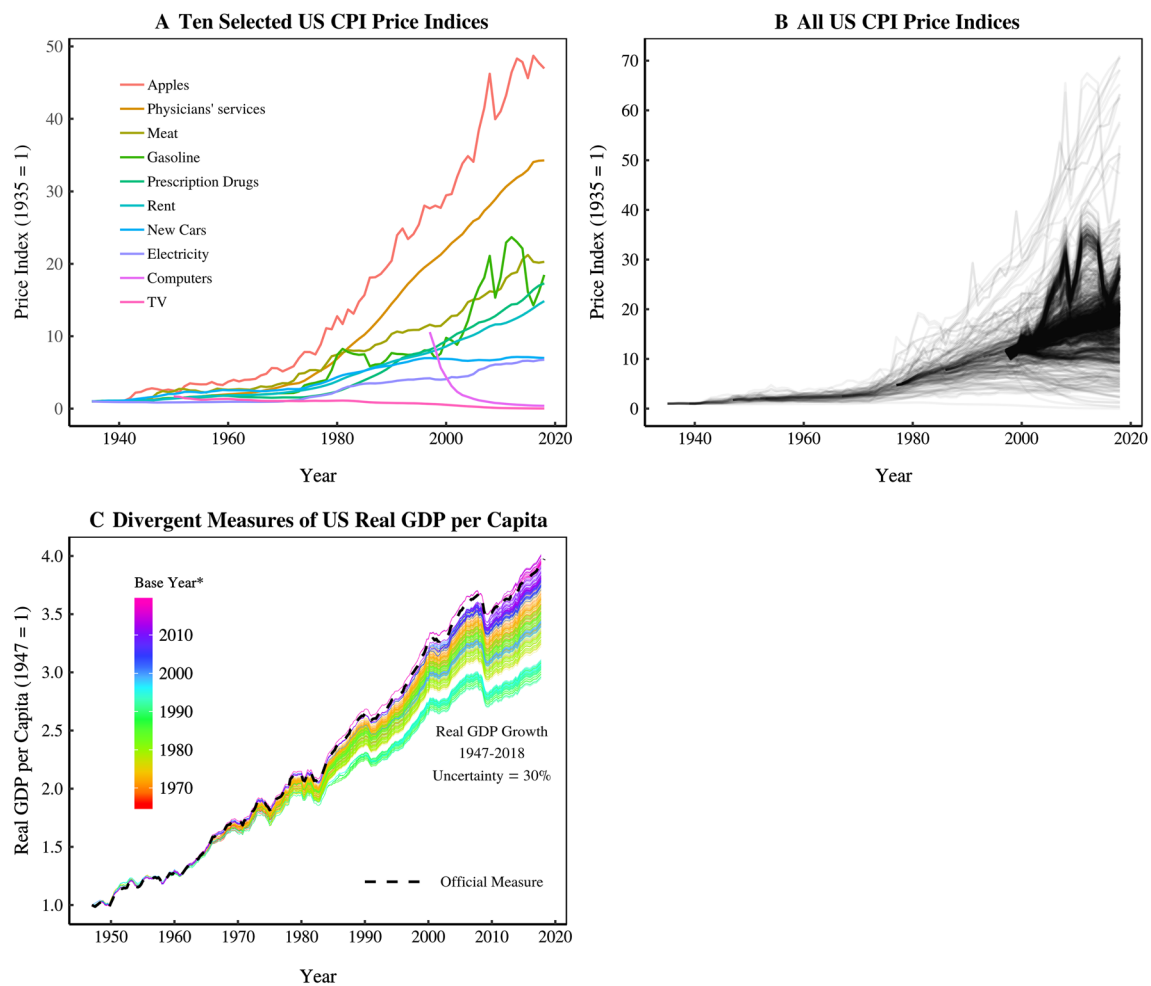 A Ten Selected US CPI Price Indices
Price Index (1935 = 1)
50
40
30
20
10
0
Apples
Physicians' services
Meat
Gasoline
Prescription Drugs
Rent
New Cars
Electricity
Computers
TV
1940
1960
1980
2000
2020
Year
B All US CPI Price Indices
Price Index (1935 = 1)
70
60
50
40
30
20
10
0
1940
1960
1980
2000
2020
Year
C Divergent Measures of US Real GDP per Capita
Real GDP per Capita (1947 = 1)
4.0
3.5
3.0
2.5
2.0
1.5
1.0
Base Year*
2010
2000
1990
1980
1970
Real GDP Growth
1947-2018
Uncertainty = 30%
Official Measure
1950
1960
1970
1980
1990
2000
2010
2020
Year